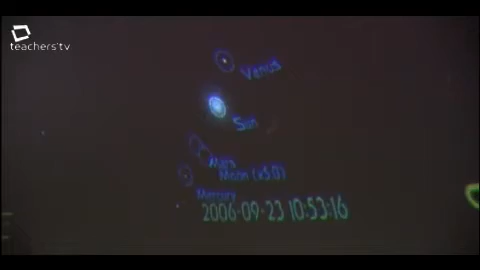 teachers'tv
Venus
Sun
Mars
Moon (x5.0)
Mercury
2006-09-23 10:53:16